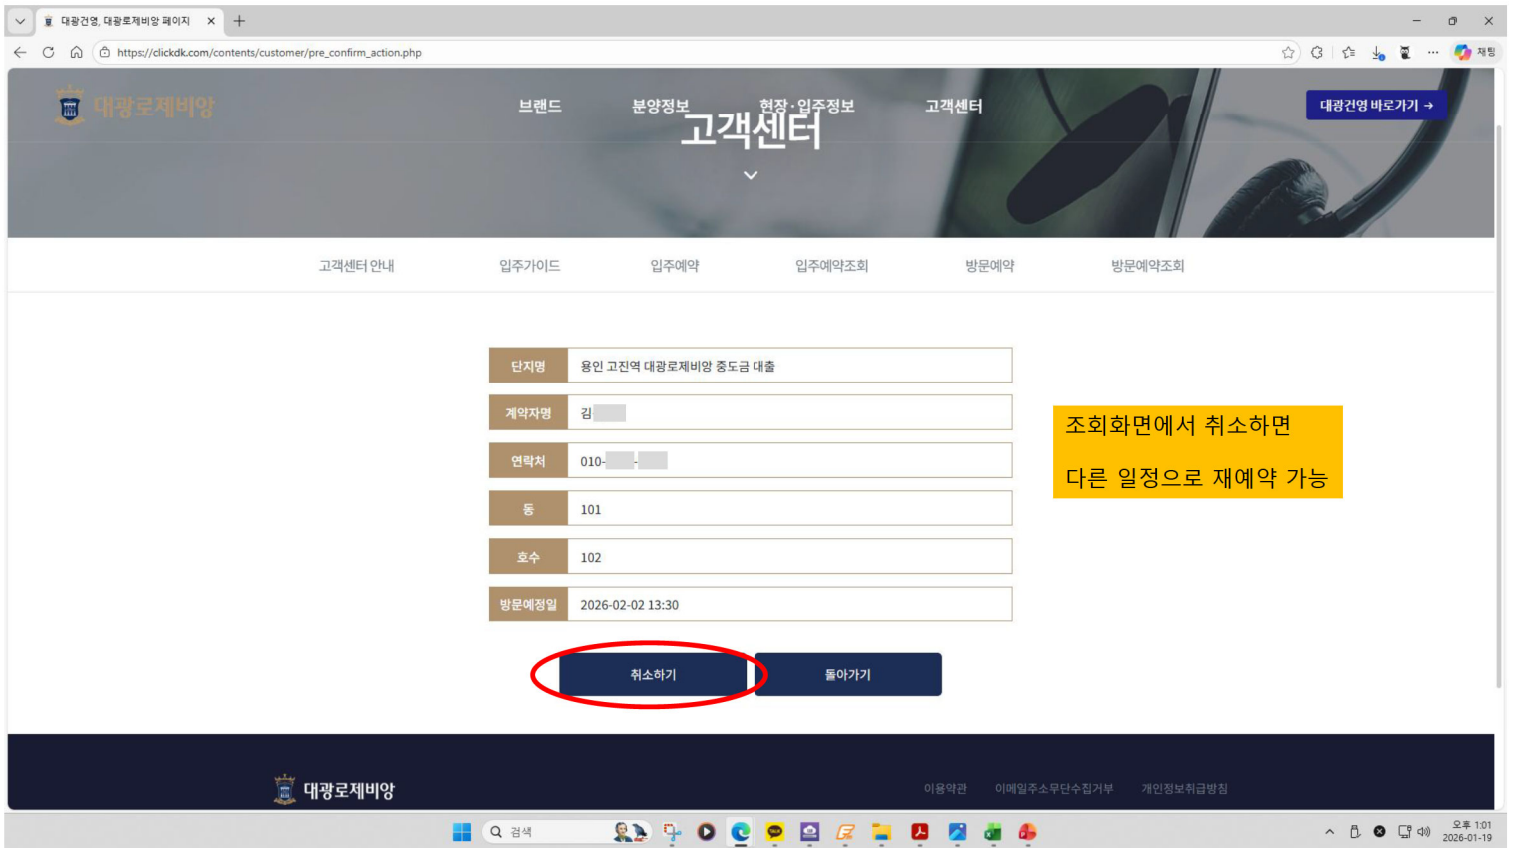 대광건영, 대광로제비앙 페이지
https://clickdk.com/contents/customer/pre_confirm_action.php
재팅
대광로제비앙
브랜드
분양정보
현장·입주정보
고객센터
대광건영 바로가기 →
고객센터
고객센터 안내
입주가이드
입주예약
입주예약조회
방문예약
방문예약조회
단지명 용인 고진역 대광로제비앙 중도금 대출
계약자명 김
조회화면에서 취소하면
연락처 010- -
다른 일정으로 재예약 가능
동 101
호수 102
방문예정일 2026-02-02 13:30
취소하기
돌아가기
대광로제비앙
이용약관
이메일주소무단수집거부
개인정보취급방침
검색
오후 1:01
2026-01-19